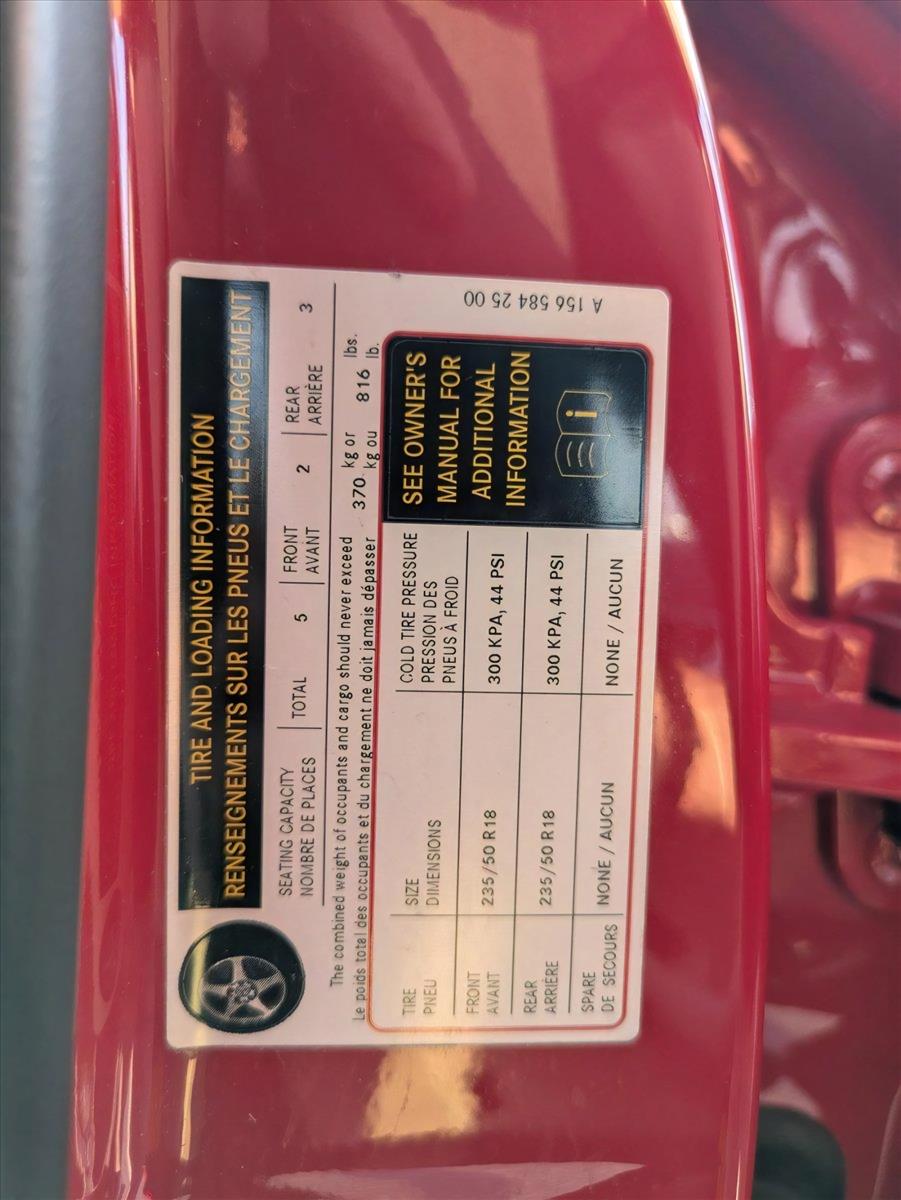 TIRE AND LOADING INFORMATION
RENSEIGNEMENTS SUR LES PNEUS ET LE CHARGEMENT
SEATING CAPACITY
NOMBRE DE PLACES
TOTAL 5
FRONT
AVANT
2
REAR
ARRIÈRE
3
The combined weight of occupants and cargo should never exceed 370 kg or 816 lbs.
Le poids total des occupants et du chargement ne doit jamais dépasser kg ou lb.
TIRE
PNEU
SIZE
DIMENSIONS
COLD TIRE PRESSURE
PRESSION DES
PNEUS À FROID
FRONT
AVANT
235/50 R18
300 KPA, 44 PSI
REAR
ARRIÈRE
235/50 R18
300 KPA, 44 PSI
SPARE
DE SECOURS
NONE / AUCUN
NONE / AUCUN
SEE OWNER'S
MANUAL FOR
ADDITIONAL
INFORMATION
i
A 156 584 25 00